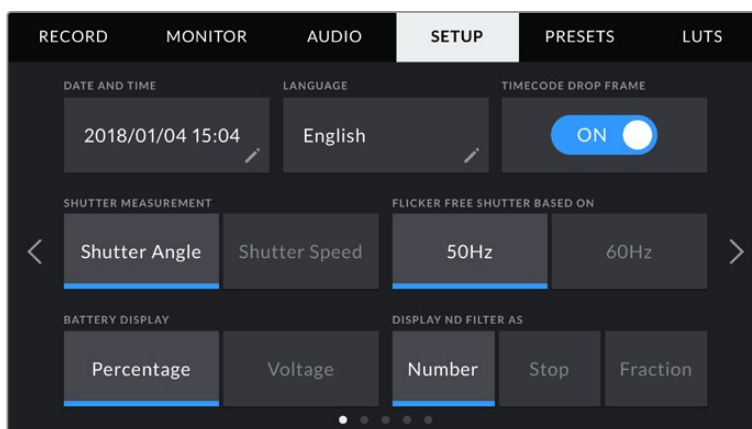 RECORD MONITOR AUDIO SETUP PRESETS LUTS
DATE AND TIME LANGUAGE TIMECODE DROP FRAME
2018/01/04 15:04 English ON
SHUTTER MEASUREMENT FLICKER FREE SHUTTER BASED ON
Shutter Angle Shutter Speed 50Hz 60Hz
BATTERY DISPLAY DISPLAY ND FILTER AS
Percentage Voltage Number Stop Fraction